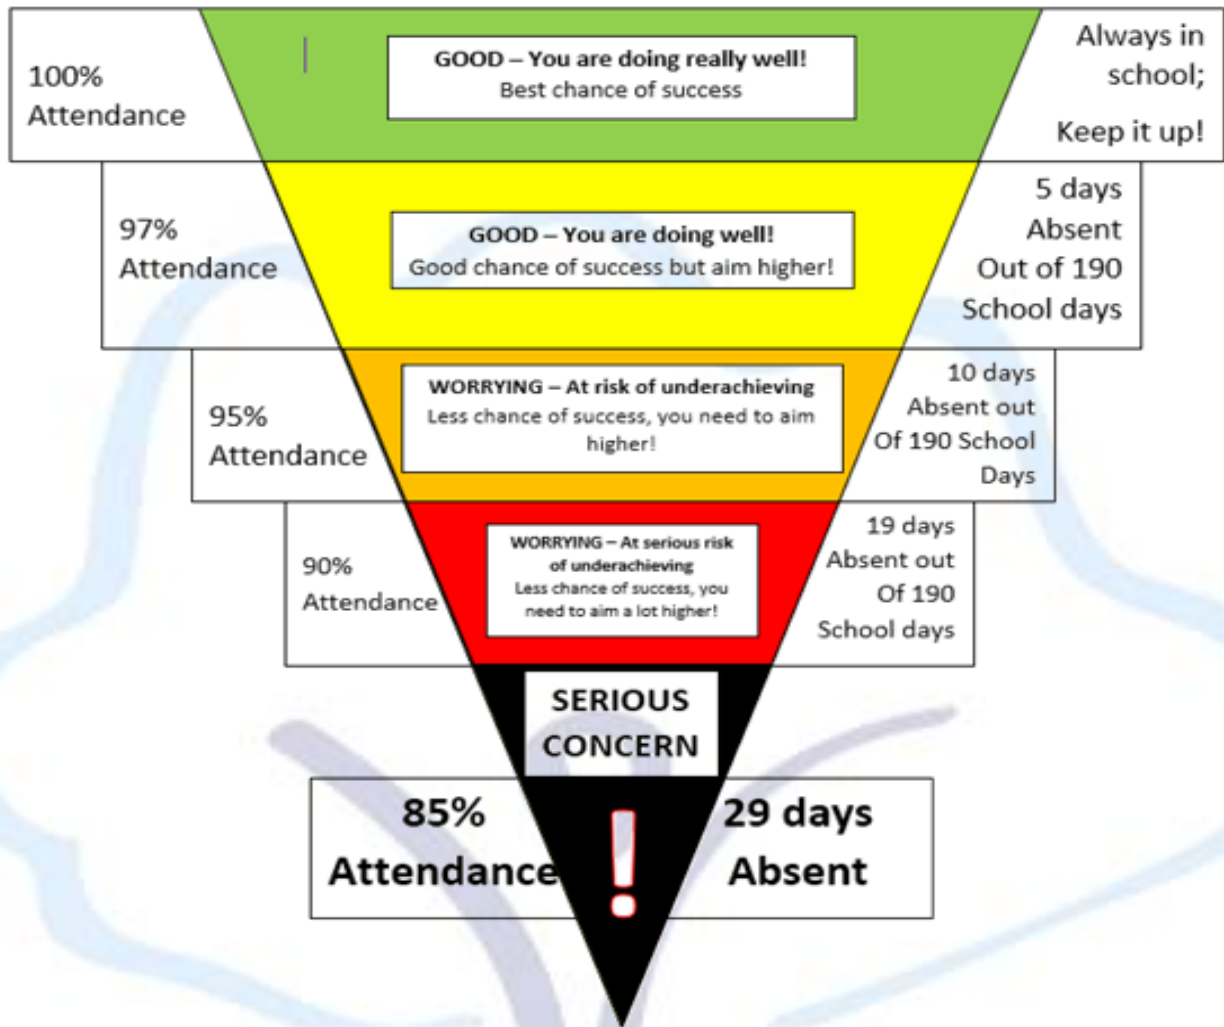 100%
Attendance
GOOD – You are doing really well!
Best chance of success
Always in
school;
Keep it up!
97%
Attendance
GOOD – You are doing well!
Good chance of success but aim higher!
5 days
Absent
Out of 190
School days
95%
Attendance
WORRYING – At risk of underachieving
Less chance of success, you need to aim
higher!
10 days
Absent out
Of 190 School
Days
90%
Attendance
WORRYING – At serious risk
of underachieving
Less chance of success, you
need to aim a lot higher!
19 days
Absent out
Of 190
School days
SERIOUS
CONCERN
85%
Attendance
!
29 days
Absent